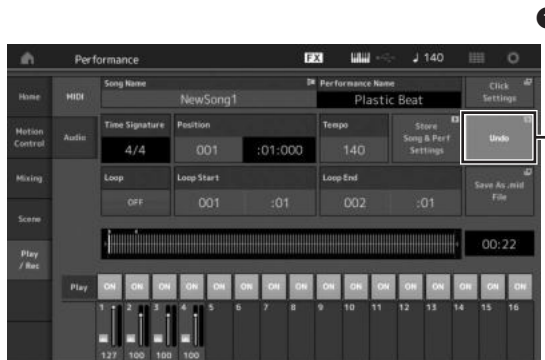 1
Performance FX 140
Home MIDI Song Name NewSong1 Performance Name Plastic Beat Click Settings
Motion Control Audio Time Signature 4/4 Position 001 :01:000 Tempo 140 Store Song & Perf Settings Undo
Mixing Loop OFF Loop Start 001 :01 Loop End 002 :01 Save As .mid File
Scene
Play / Rec 00:22
Play ON ON ON ON ON ON ON ON ON ON ON ON ON ON ON ON
1 2 3 4 5 6 7 8 9 10 11 12 13 14 15 16
127 100 100 100